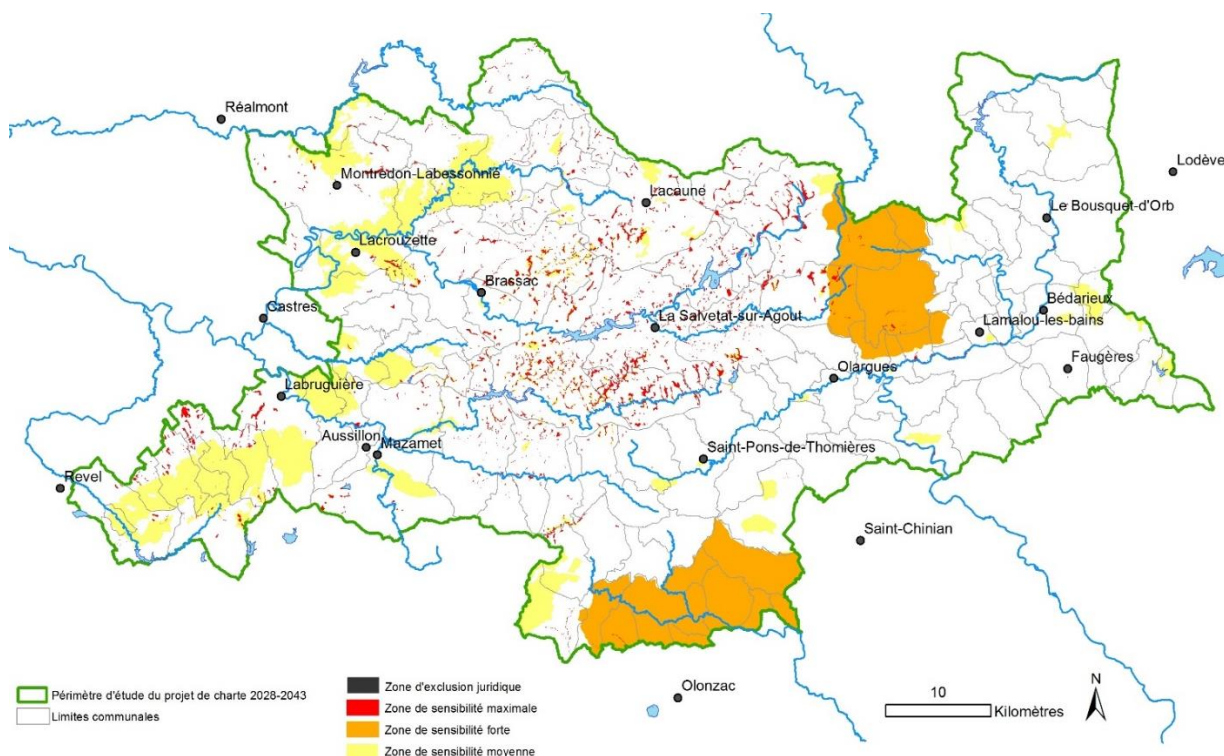 Réalmont
Lodève
Montredon-Labessonnié
Lacaune
Le Bousquet-d'Orb
Lacrouzette
Brassac
Castres
La Salvetat-sur-Agout
Bédarieux
Lamalou-les-bains
Faugères
Olargues
Labruguière
Aussillon
Mazamet
Saint-Pons-de-Thomières
Revel
Saint-Chinian
Olonzac
Périmètre d'étude du projet de charte 2028-2043
Limites communales
Zone d'exclusion juridique
Zone de sensibilité maximale
Zone de sensibilité forte
Zone de sensibilité moyenne
10
Kilomètres
N